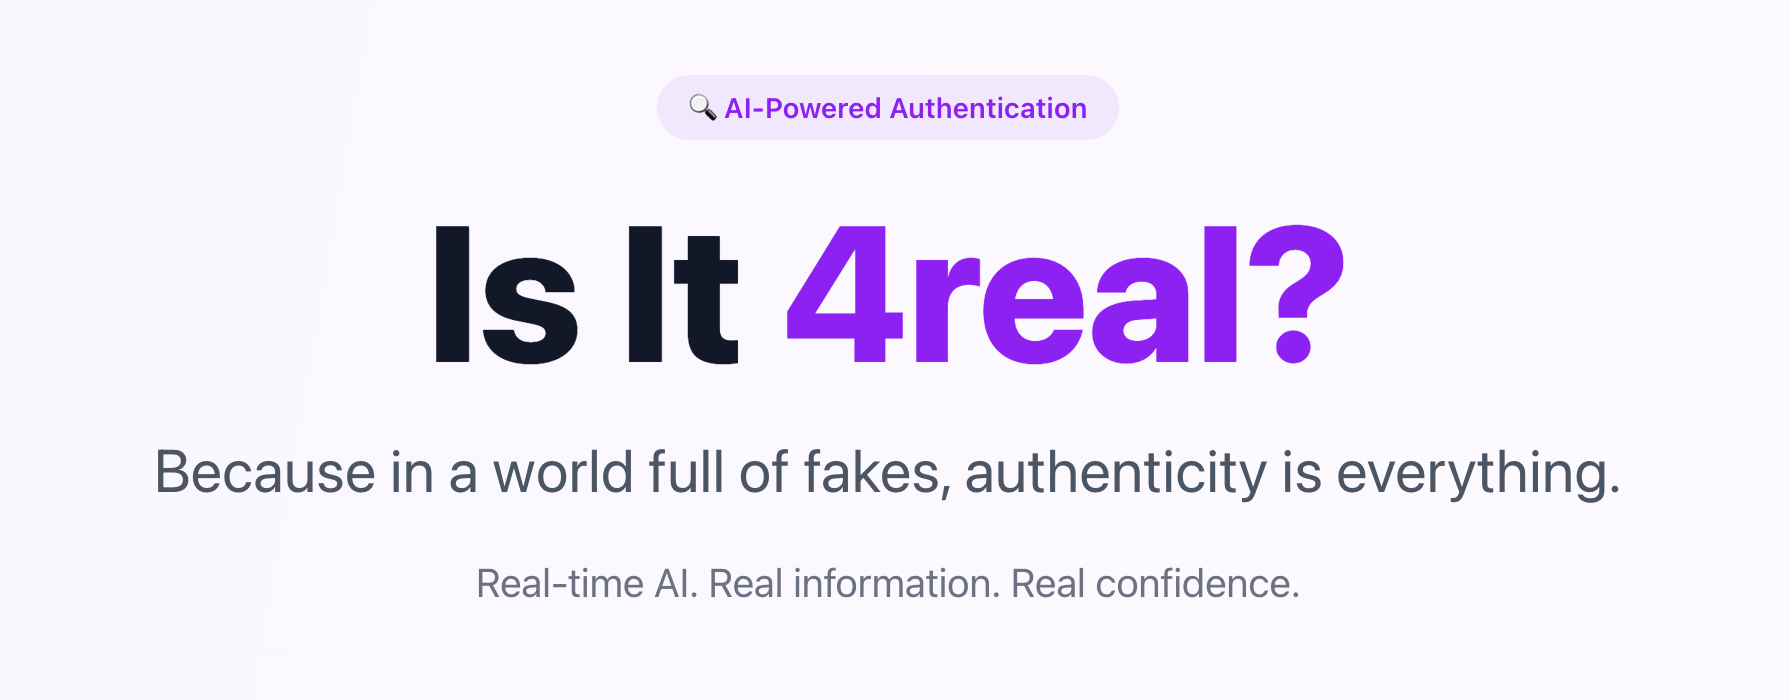 🔍 AI-Powered Authentication
Is It 4real?
Because in a world full of fakes, authenticity is everything.
Real-time AI. Real information. Real confidence.